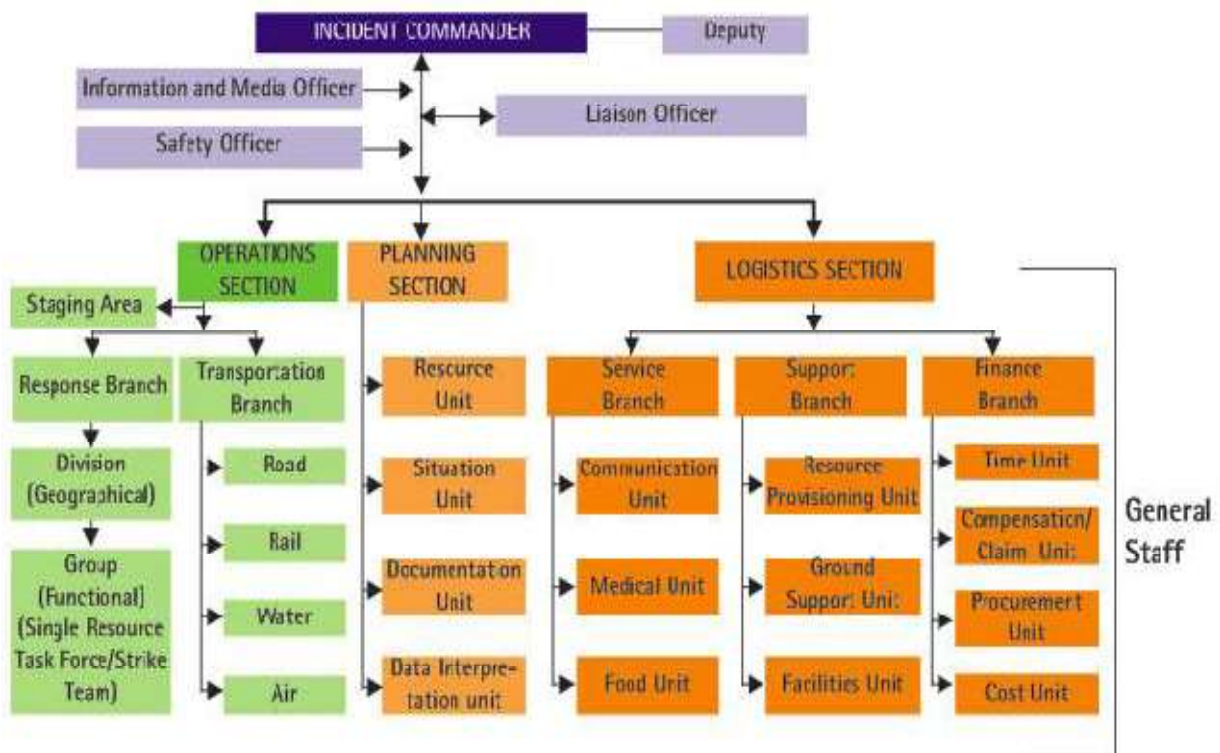 INCIDENT COMMANDER
Deputy
Information and Media Officer
Liaison Officer
Safety Officer
OPERATIONS
SECTION
PLANNING
SECTION
LOGISTICS SECTION
Staging Area
Response Branch
Transportation
Branch
Resource
Unit
Service
Branch
Support
Branch
Finance
Branch
Division
(Geographical)
Road
Situation
Unit
Communication
Unit
Resource
Provisioning Unit
Time Unit
General
Staff
Compensation/
Claim Unit
Group
(Functional)
(Single Resource
Task Force/Strike
Team)
Rail
Water
Air
Documentation
Unit
Medical Unit
Ground
Support Unit
Procurement
Unit
Data Interpre-
tation unit
Food Unit
Facilities Unit
Cost Unit